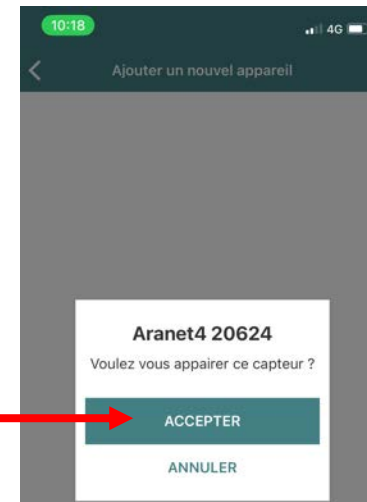 10:18
4G
Ajouter un nouvel appareil
Aranet4 20624
Voulez vous appairer ce capteur ?
ACCEPTER
ANNULER